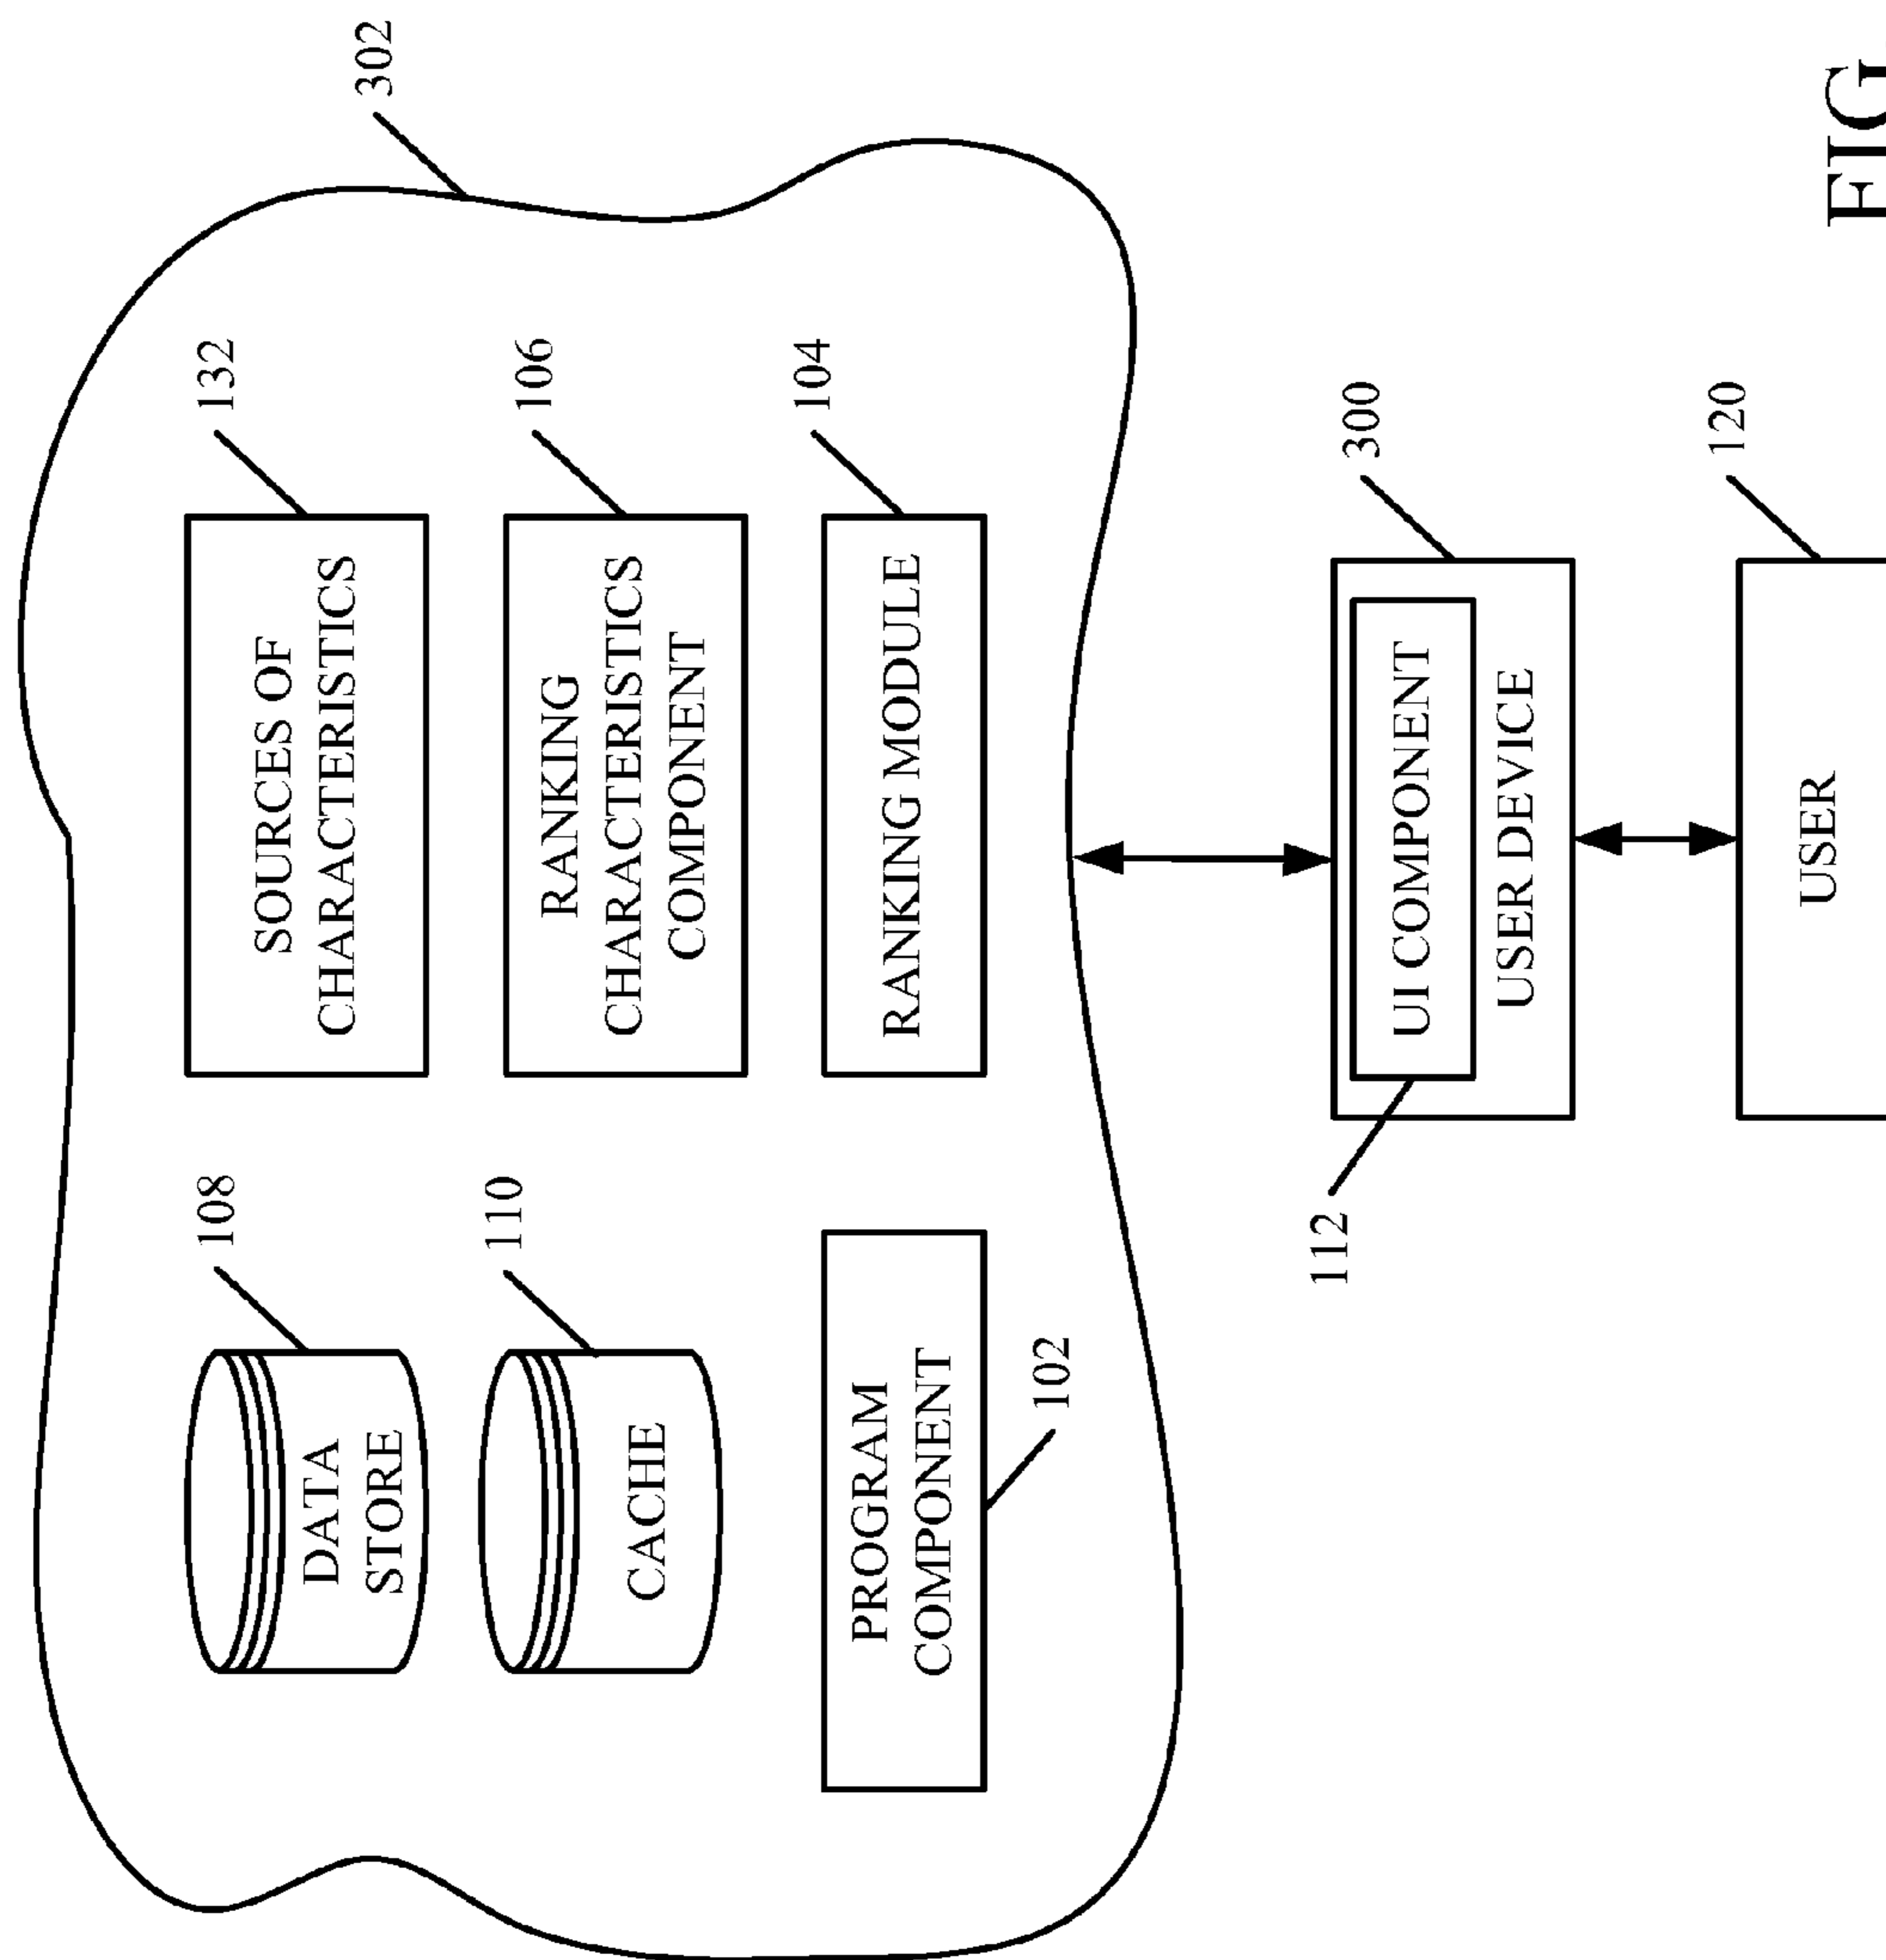 302
108
DATA
STORE
132
SOURCES OF
CHARACTERISTICS
110
CACHE
106
RANKING
CHARACTERISTICS
COMPONENT
PROGRAM
COMPONENT
102
104
RANKING MODULE
112
300
UI COMPONENT
USER DEVICE
120
USER
FIG.